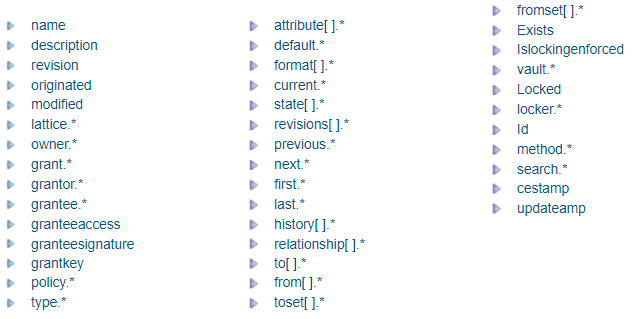 name
description
revision
originated
modified
lattice.*
owner.*
grant.*
grantor.*
grantee.*
granteeaccess
granteesignature
grantkey
policy.*
type.*
attribute[ ].*
default.*
format[ ].*
current.*
state[ ].*
revisions[ ].*
previous.*
next.*
first.*
last.*
history[ ].*
relationship[ ].*
to[ ].*
from[ ].*
toset[ ].*
fromset[ ].*
Exists
Islockingenforced
vault.*
Locked
locker.*
Id
method.*
search.*
cestamp
updateamp